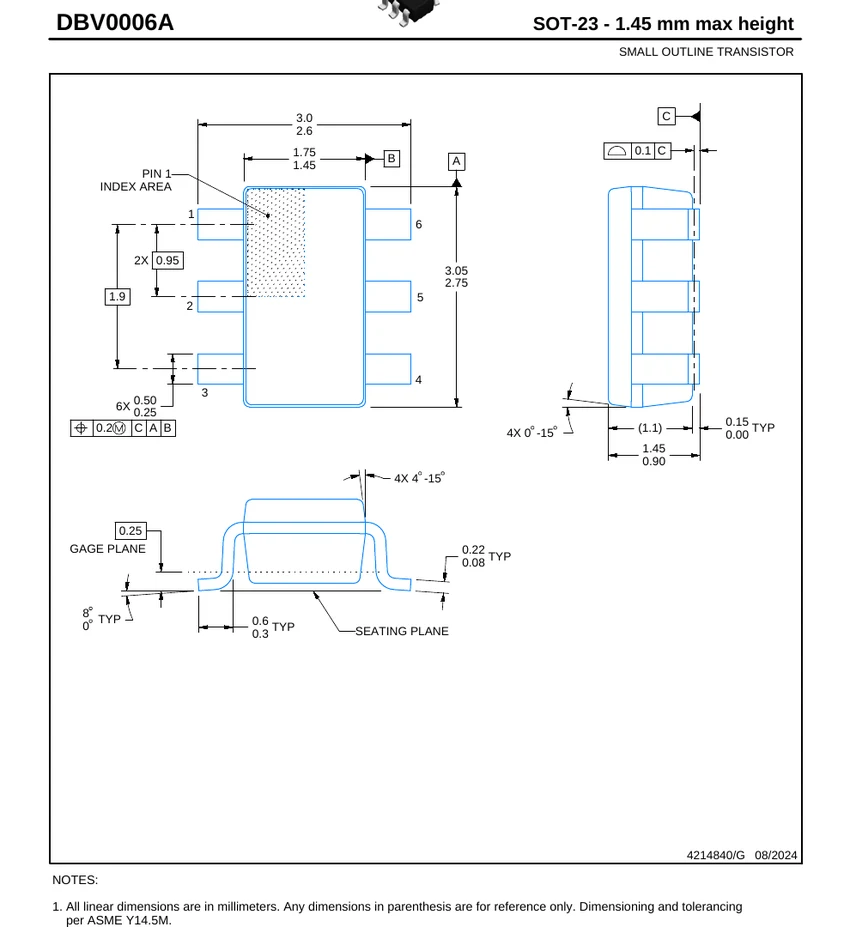 DBV0006A
SOT-23 - 1.45 mm max height
SMALL OUTLINE TRANSISTOR
3.0
2.6
1.75
1.45
B
A
C
0.1 C
PIN 1
INDEX AREA
1
6
2X 0.95
3.05
2.75
1.9
2
5
3
4
6X 0.50
0.25
0.2Ⓜ C A B
4X 0°-15°
(1.1)
0.15
0.00 TYP
1.45
0.90
4X 4°-15°
0.25
GAGE PLANE
0.22
0.08 TYP
8°
0° TYP
0.6
0.3 TYP
SEATING PLANE
4214840/G 08/2024
NOTES:
1. All linear dimensions are in millimeters. Any dimensions in parenthesis are for reference only. Dimensioning and tolerancing
per ASME Y14.5M.